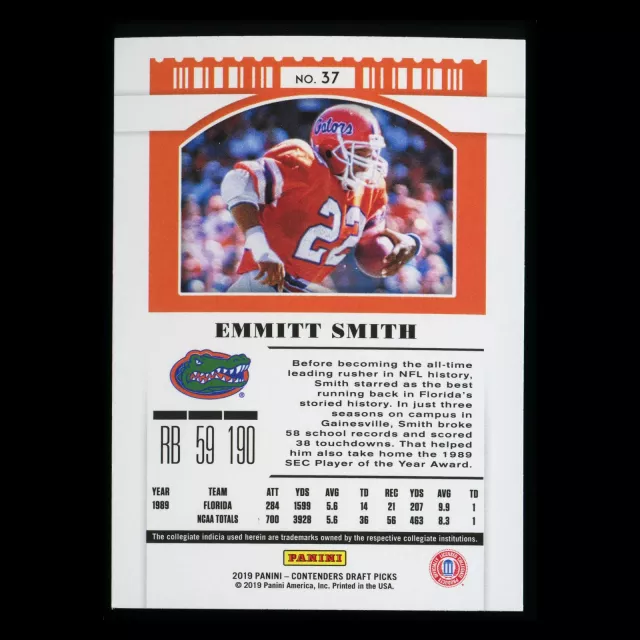 NO. 37
Gators
22
EMMITT SMITH
Before becoming the all-time
leading rusher in NFL history,
Smith starred as the best
running back in Florida's
storied history. In just three
seasons on campus in
Gainesville, Smith broke
58 school records and scored
38 touchdowns. That helped
him also take home the 1989
SEC Player of the Year Award.
®
RB 59 190
YEAR TEAM ATT YDS AVG TD REC YDS AVG TD
1989 FLORIDA 284 1599 5.6 14 21 207 9.9 1
NCAA TOTALS 700 3928 5.6 36 56 463 8.3 1
The collegiate indicia used herein are trademarks owned by the respective collegiate institutions.
PANINI
2019 PANINI – CONTENDERS DRAFT PICKS
© 2019 Panini America, Inc. Printed in the USA.